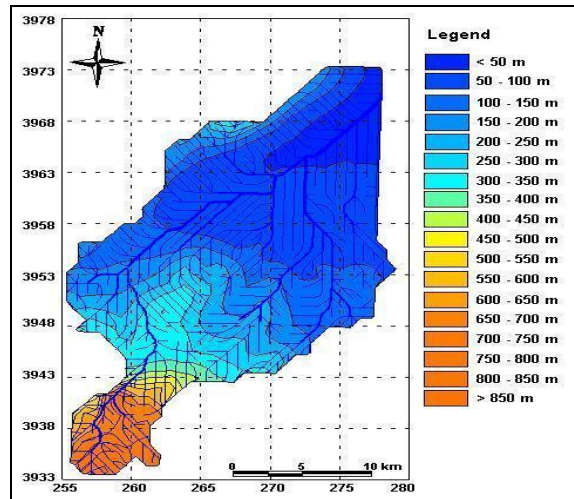 3978
N
3973
3968
3963
3958
3953
3948
3943
3938
3933
255
260
265
270
275
280
0
5
10 km
Legend
< 50 m
50 - 100 m
100 - 150 m
150 - 200 m
200 - 250 m
250 - 300 m
300 - 350 m
350 - 400 m
400 - 450 m
450 - 500 m
500 - 550 m
550 - 600 m
600 - 650 m
650 - 700 m
700 - 750 m
750 - 800 m
800 - 850 m
> 850 m